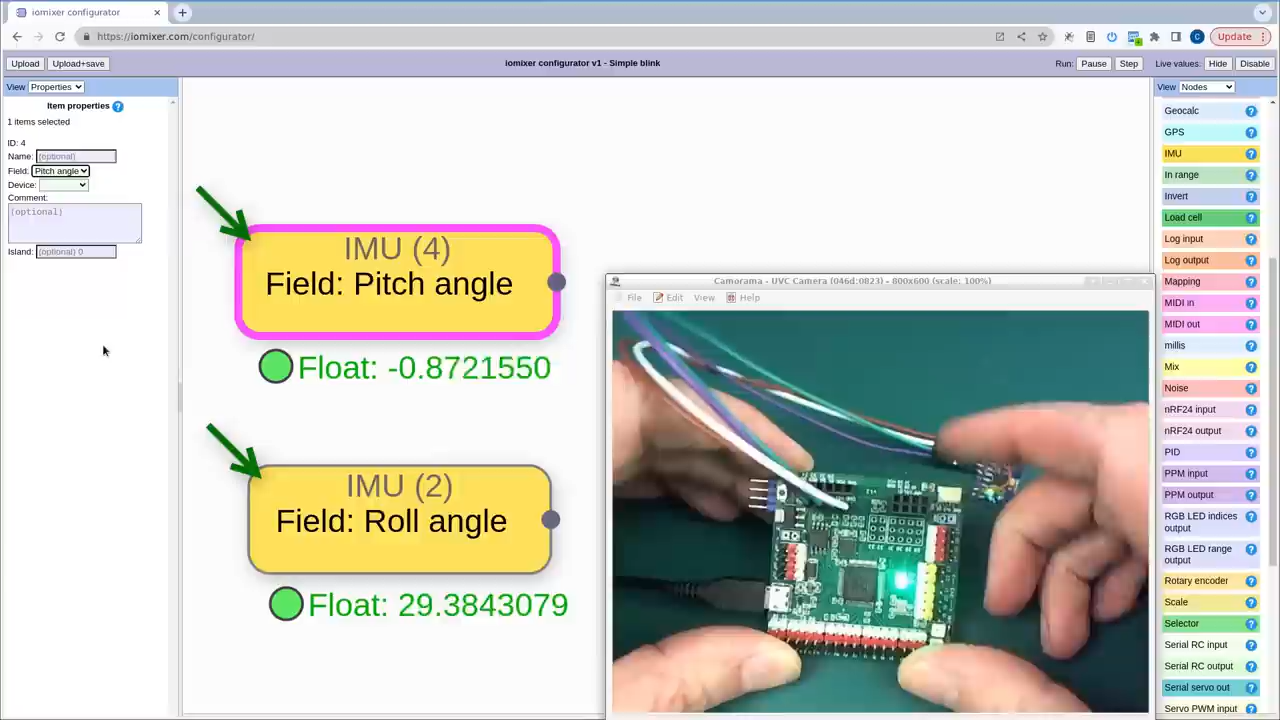 iomixer configurator
https://iomixer.com/configurator/
Update
Upload
Upload+save
iomixer configurator v1 - Simple blink
Run:
Pause
Step
Live values:
Hide
Disable
View
Properties
Item properties
?
1 items selected
ID: 4
Name: (optional)
Field: Pitch angle
Device:
Comment:
(optional)
Island: (optional) 0
IMU (4)
Field: Pitch angle
Float: -0.8721550
IMU (2)
Field: Roll angle
Float: 29.3843079
Camorama - UVC Camera (046d:0823) - 800x600 (scale: 100%)
File
Edit
View
Help
View
Nodes
Geocalc ?
GPS ?
IMU ?
In range ?
Invert ?
Load cell ?
Log input ?
Log output ?
Mapping ?
MIDI in ?
MIDI out ?
millis ?
Mix ?
Noise ?
nRF24 input ?
nRF24 output ?
PID ?
PPM input ?
PPM output ?
RGB LED indices ?
output
RGB LED range ?
output
Rotary encoder ?
Scale ?
Selector ?
Serial RC input ?
Serial RC output ?
Serial servo out ?
Servo PWM input ?